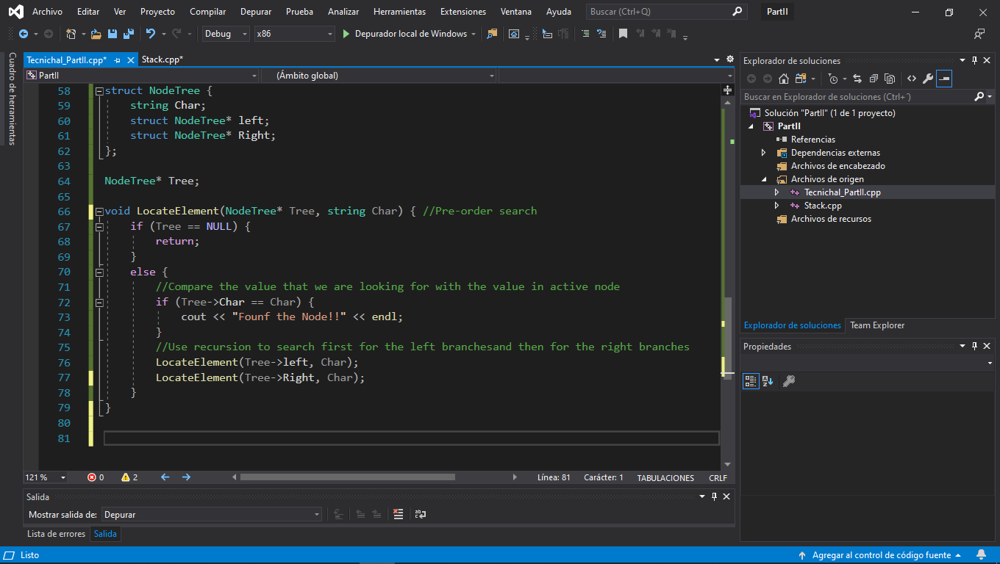 Archivo Editar Ver Proyecto Compilar Depurar Prueba Analizar Herramientas Extensiones Ventana Ayuda Buscar (Ctrl+Q) PartII
Debug x86 Depurador local de Windows
Cuadro de herramientas
Tecnichal_PartII.cpp* Stack.cpp*
PartII (Ámbito global)
58 struct NodeTree {
59 string Char;
60 struct NodeTree* left;
61 struct NodeTree* Right;
62 };
63
64 NodeTree* Tree;
65
66 void LocateElement(NodeTree* Tree, string Char) { //Pre-order search
67 if (Tree == NULL) {
68 return;
69 }
70 else {
71 //Compare the value that we are looking for with the value in active node
72 if (Tree->Char == Char) {
73 cout << "Founf the Node!!" << endl;
74 }
75 //Use recursion to search first for the left branchesand then for the right branches
76 LocateElement(Tree->left, Char);
77 LocateElement(Tree->Right, Char);
78 }
79 }
80
81
121 % 0 2 Línea: 81 Carácter: 1 TABULACIONES CRLF
Salida
Mostrar salida de: Depurar
Lista de errores Salida
Explorador de soluciones
Buscar en Explorador de soluciones (Ctrl+´)
Solución "PartII" (1 de 1 proyecto)
PartII
Referencias
Dependencias externas
Archivos de encabezado
Archivos de origen
Tecnichal_PartII.cpp
Stack.cpp
Archivos de recursos
Explorador de soluciones Team Explorer
Propiedades
Listo Agregar al control de código fuente